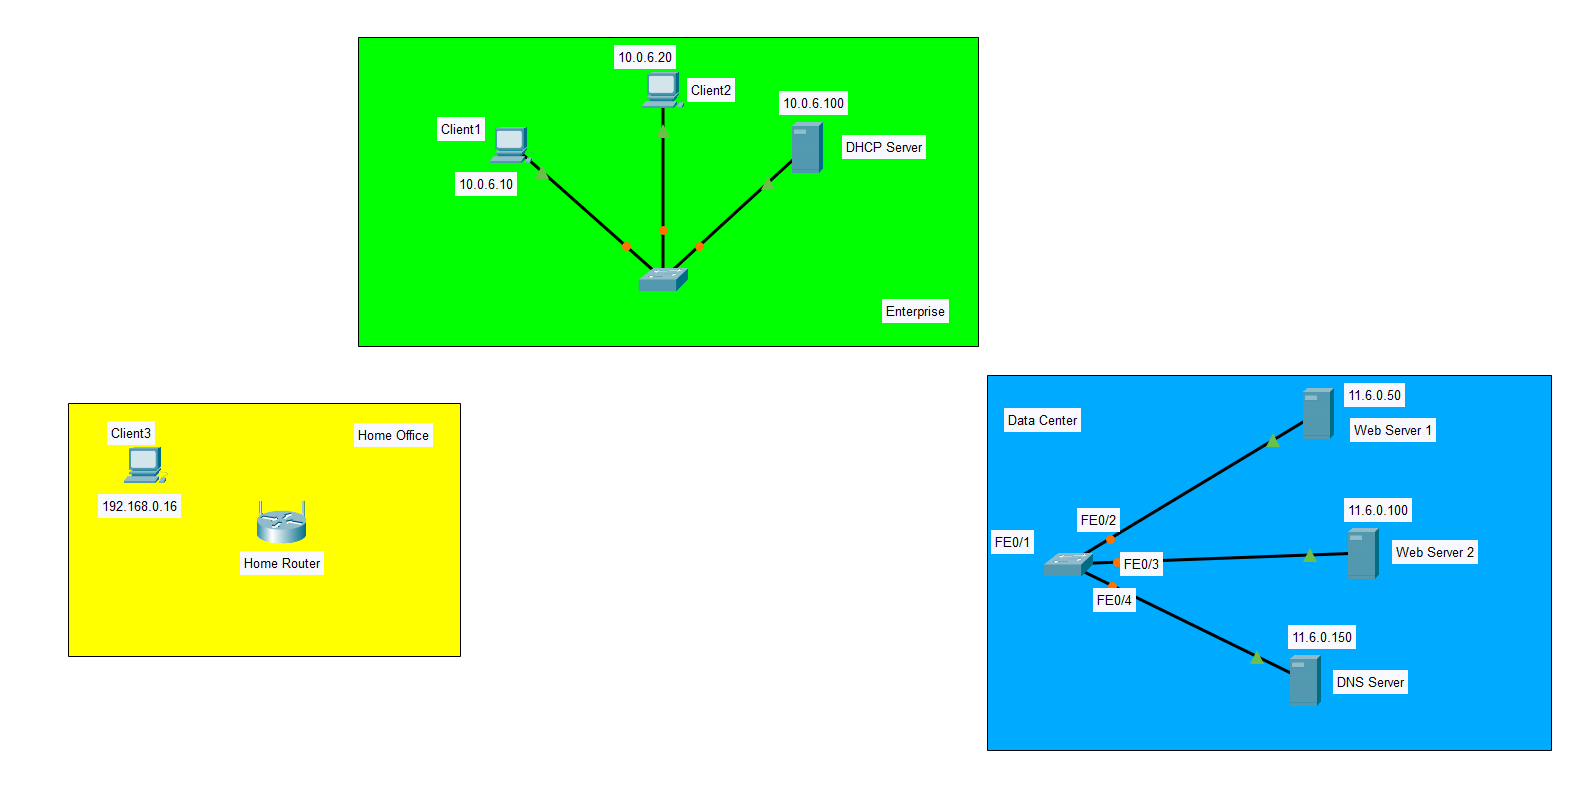 10.0.6.20
Client2
10.0.6.100
Client1
DHCP Server
10.0.6.10
Enterprise
Client3
Home Office
192.168.0.16
Home Router
11.6.0.50
Data Center
Web Server 1
11.6.0.100
FE0/2
FE0/1
Web Server 2
FE0/3
FE0/4
11.6.0.150
DNS Server